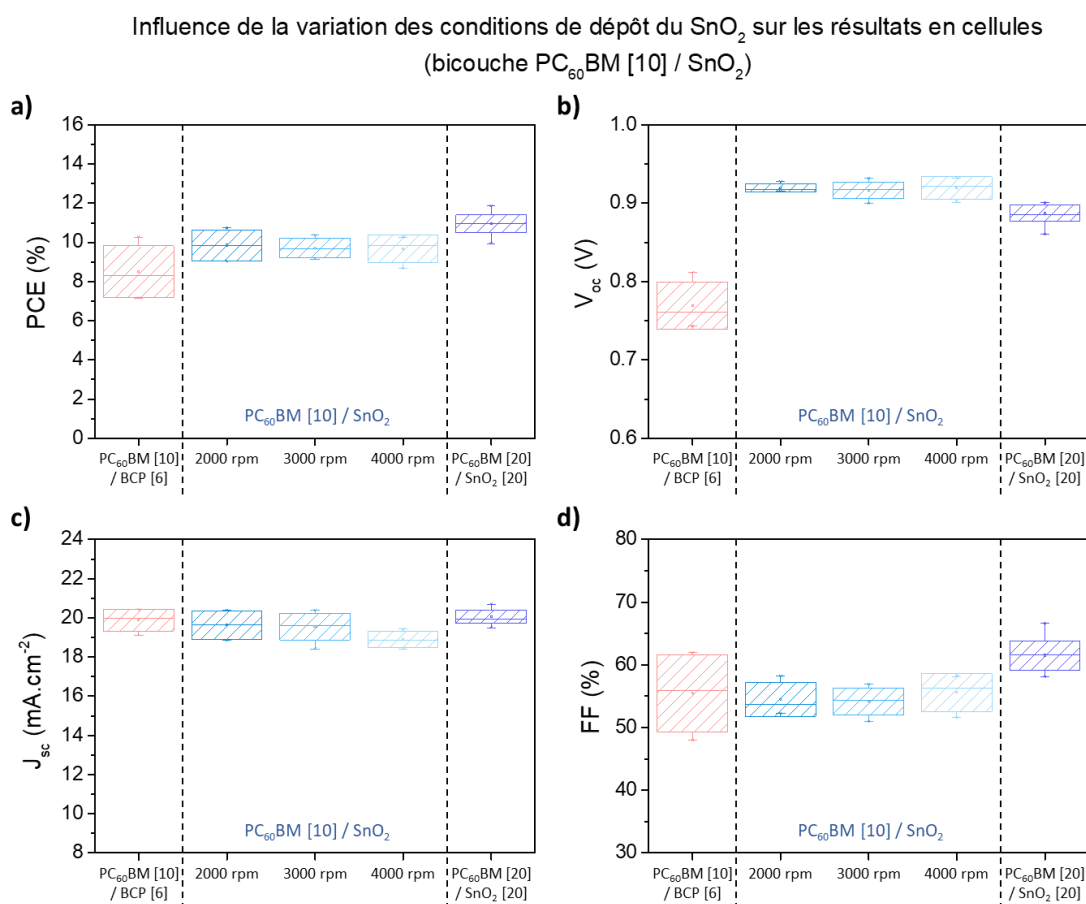 Influence de la variation des conditions de dépôt du SnO₂ sur les résultats en cellules
(bicouche PC₆₀BM [10] / SnO₂)
a)
PCE (%)
16
14
12
10
8
6
4
2
0
PC₆₀BM [10] / SnO₂
PC₆₀BM [10]
/ BCP [6]
2000 rpm
3000 rpm
4000 rpm
PC₆₀BM [20]
/ SnO₂ [20]
b)
Voc (V)
1.0
0.9
0.8
0.7
0.6
PC₆₀BM [10] / SnO₂
PC₆₀BM [10]
/ BCP [6]
2000 rpm
3000 rpm
4000 rpm
PC₆₀BM [20]
/ SnO₂ [20]
c)
Jsc (mA.cm⁻²)
24
22
20
18
16
14
12
10
8
PC₆₀BM [10] / SnO₂
PC₆₀BM [10]
/ BCP [6]
2000 rpm
3000 rpm
4000 rpm
PC₆₀BM [20]
/ SnO₂ [20]
d)
FF (%)
80
70
60
50
40
30
PC₆₀BM [10] / SnO₂
PC₆₀BM [10]
/ BCP [6]
2000 rpm
3000 rpm
4000 rpm
PC₆₀BM [20]
/ SnO₂ [20]